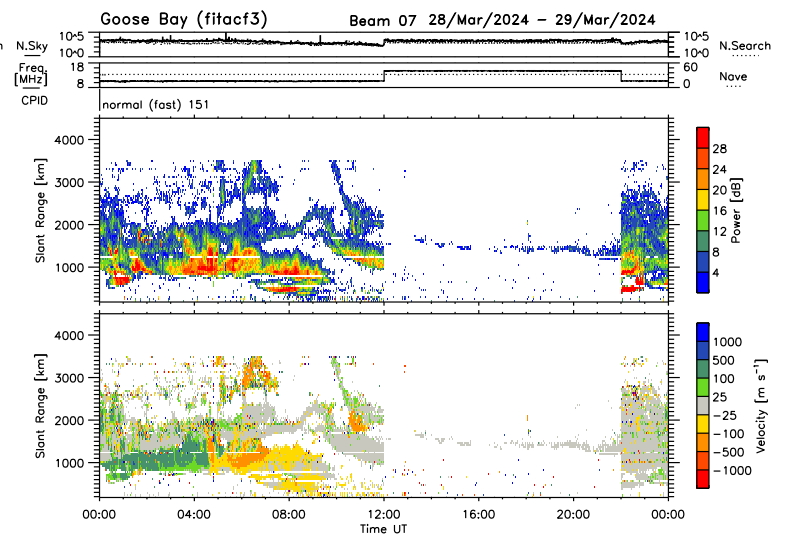 Goose Bay (fitacf3)
Beam 07 28/Mar/2024 - 29/Mar/2024
n N.Sky 10^5 10^0 10^5 10^0 N.Search
Freq. [MHz] 18 8 60 0 Nave
CPID normal (fast) 151
Slant Range [km] 4000 3000 2000 1000
Power [dB] 28 24 20 16 12 8 4
Slant Range [km] 4000 3000 2000 1000
Velocity [m s⁻¹] 1000 500 100 25 -25 -100 -500 -1000
00:00 04:00 08:00 12:00 16:00 20:00 00:00
Time UT